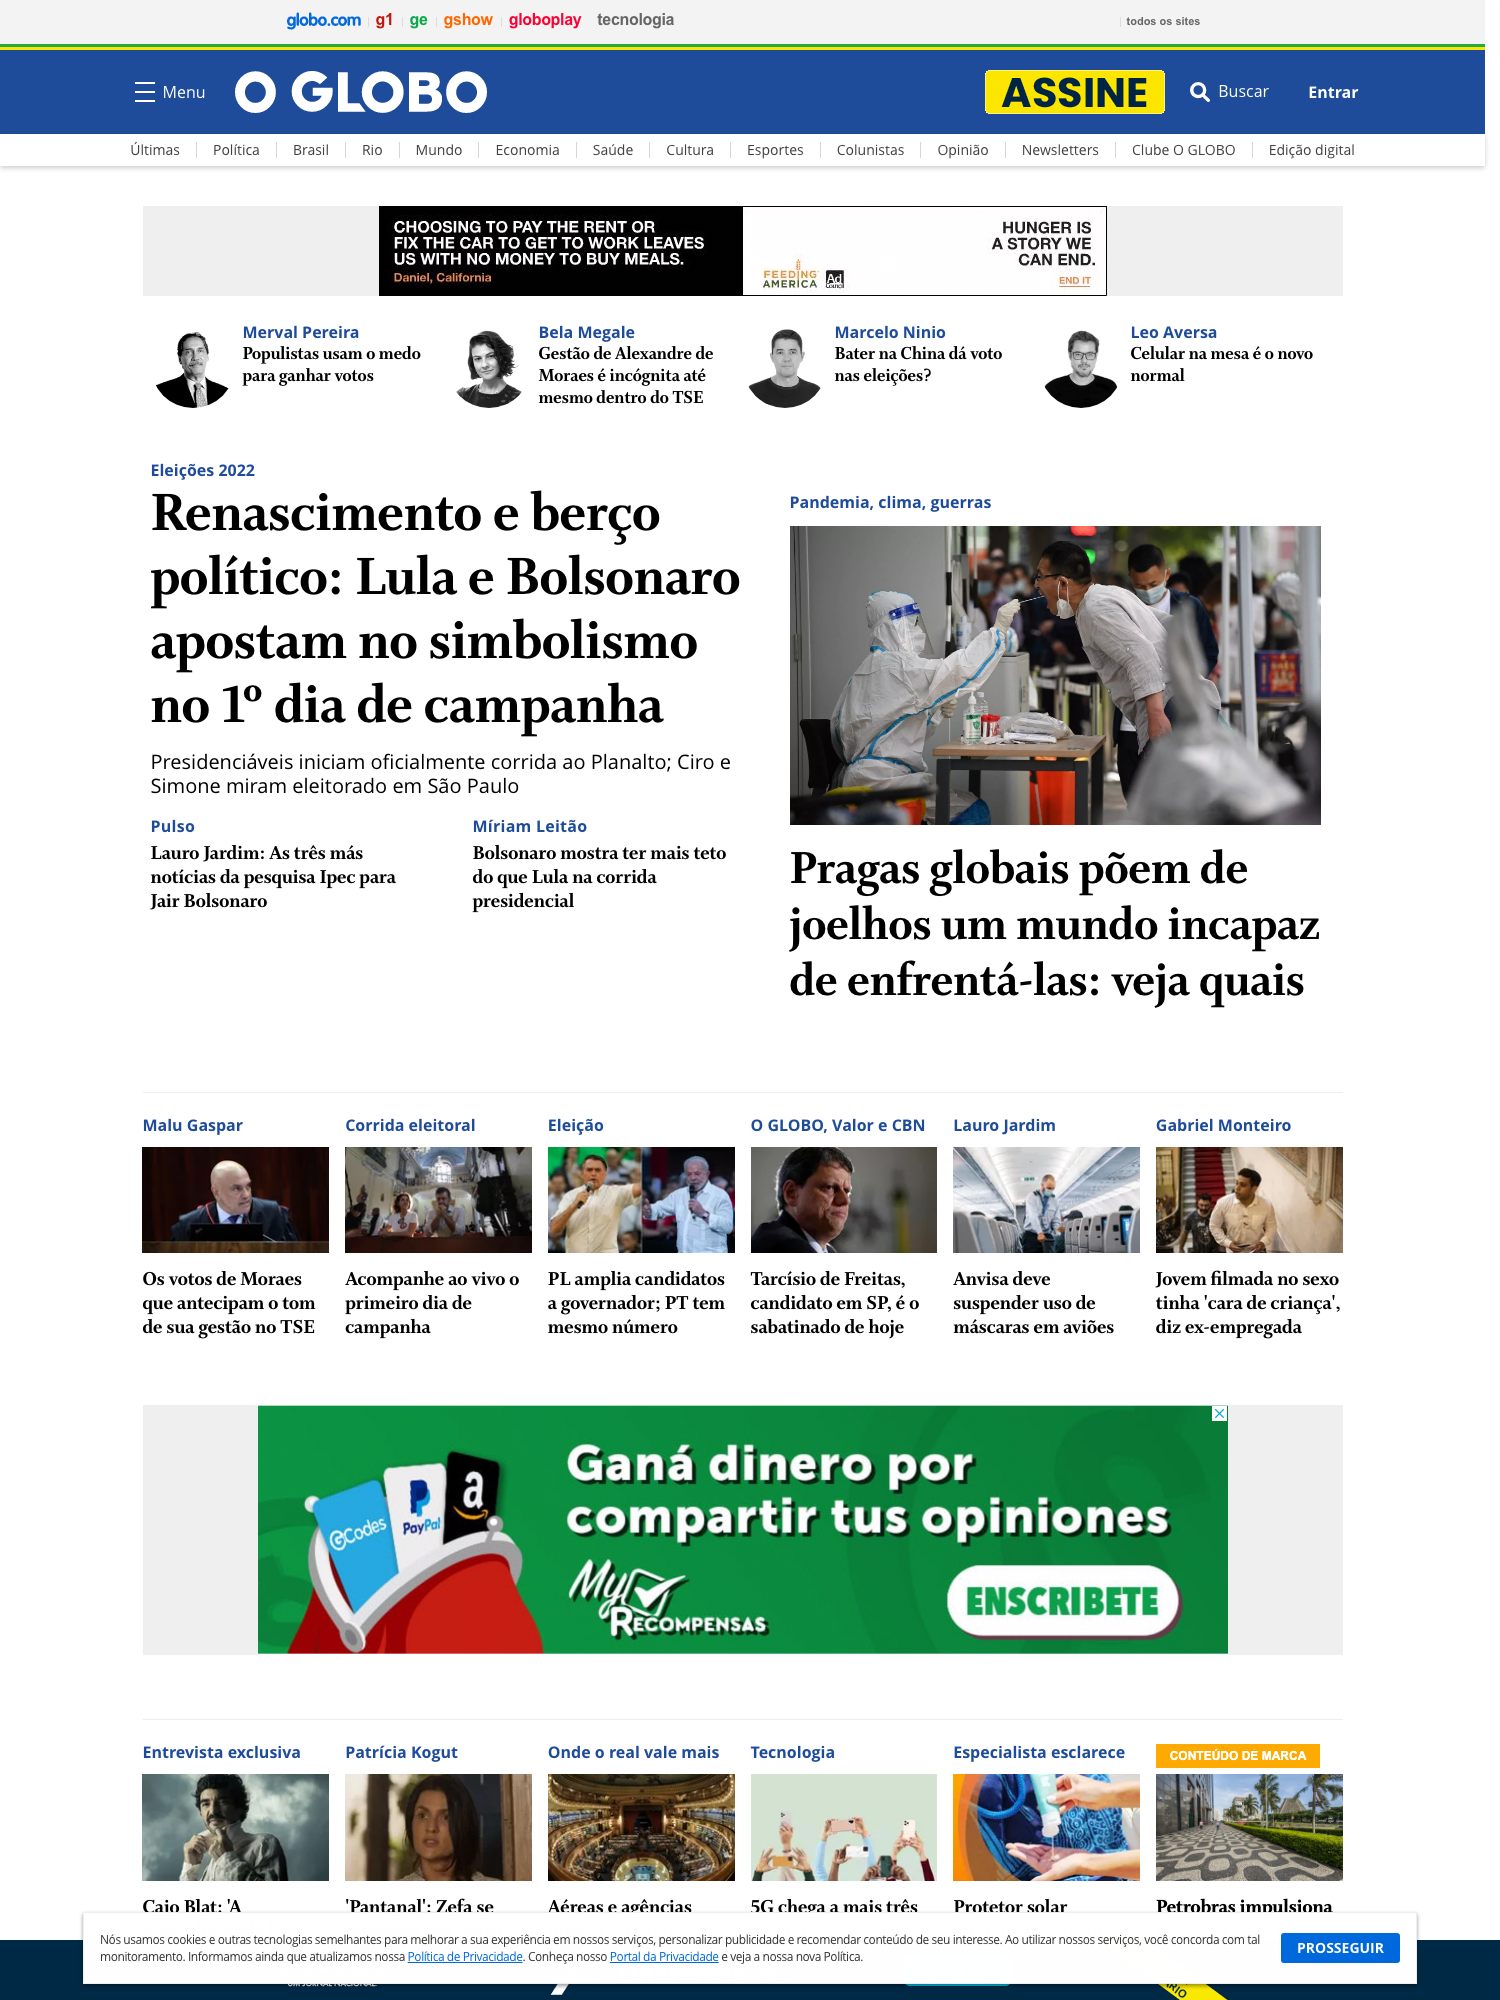 globo.com g1 ge gshow globoplay tecnologia todos os sites
Menu O GLOBO ASSINE Buscar Entrar
Últimas Política Brasil Rio Mundo Economia Saúde Cultura Esportes Colunistas Opinião Newsletters Clube O GLOBO Edição digital
CHOOSING TO PAY THE RENT OR
FIX THE CAR TO GET TO WORK LEAVES
US WITH NO MONEY TO BUY MEALS.
Daniel, California
FEEDING
AMERICA
Ad
Council
HUNGER IS
A STORY WE
CAN END.
END IT
Merval Pereira
Populistas usam o medo
para ganhar votos
Bela Megale
Gestão de Alexandre de
Moraes é incógnita até
mesmo dentro do TSE
Marcelo Ninio
Bater na China dá voto
nas eleições?
Leo Aversa
Celular na mesa é o novo
normal
Eleições 2022
Renascimento e berço
político: Lula e Bolsonaro
apostam no simbolismo
no 1º dia de campanha
Presidenciáveis iniciam oficialmente corrida ao Planalto; Ciro e
Simone miram eleitorado em São Paulo
Pulso
Lauro Jardim: As três más
notícias da pesquisa Ipec para
Jair Bolsonaro
Míriam Leitão
Bolsonaro mostra ter mais teto
do que Lula na corrida
presidencial
Pandemia, clima, guerras
Pragas globais põem de
joelhos um mundo incapaz
de enfrentá-las: veja quais
Malu Gaspar
Os votos de Moraes
que antecipam o tom
de sua gestão no TSE
Corrida eleitoral
Acompanhe ao vivo o
primeiro dia de
campanha
Eleição
PL amplia candidatos
a governador; PT tem
mesmo número
O GLOBO, Valor e CBN
Tarcísio de Freitas,
candidato em SP, é o
sabatinado de hoje
Lauro Jardim
Anvisa deve
suspender uso de
máscaras em aviões
Gabriel Monteiro
Jovem filmada no sexo
tinha 'cara de criança',
diz ex-empregada
GCodes
PayPal
a
Ganá dinero por
compartir tus opiniones
My
RECOMPENSAS
ENSCRIBETE
Entrevista exclusiva
Caio Blat: 'A
Patrícia Kogut
'Pantanal': Zefa se
Onde o real vale mais
Aéreas e agências
Tecnologia
5G chega a mais três
Especialista esclarece
Protetor solar
CONTEÚDO DE MARCA
Petrobras impulsiona
Nós usamos cookies e outras tecnologias semelhantes para melhorar a sua experiência em nossos serviços, personalizar publicidade e recomendar conteúdo de seu interesse. Ao utilizar nossos serviços, você concorda com tal
monitoramento. Informamos ainda que atualizamos nossa Política de Privacidade. Conheça nosso Portal da Privacidade e veja a nossa nova Política.
PROSSEGUIR